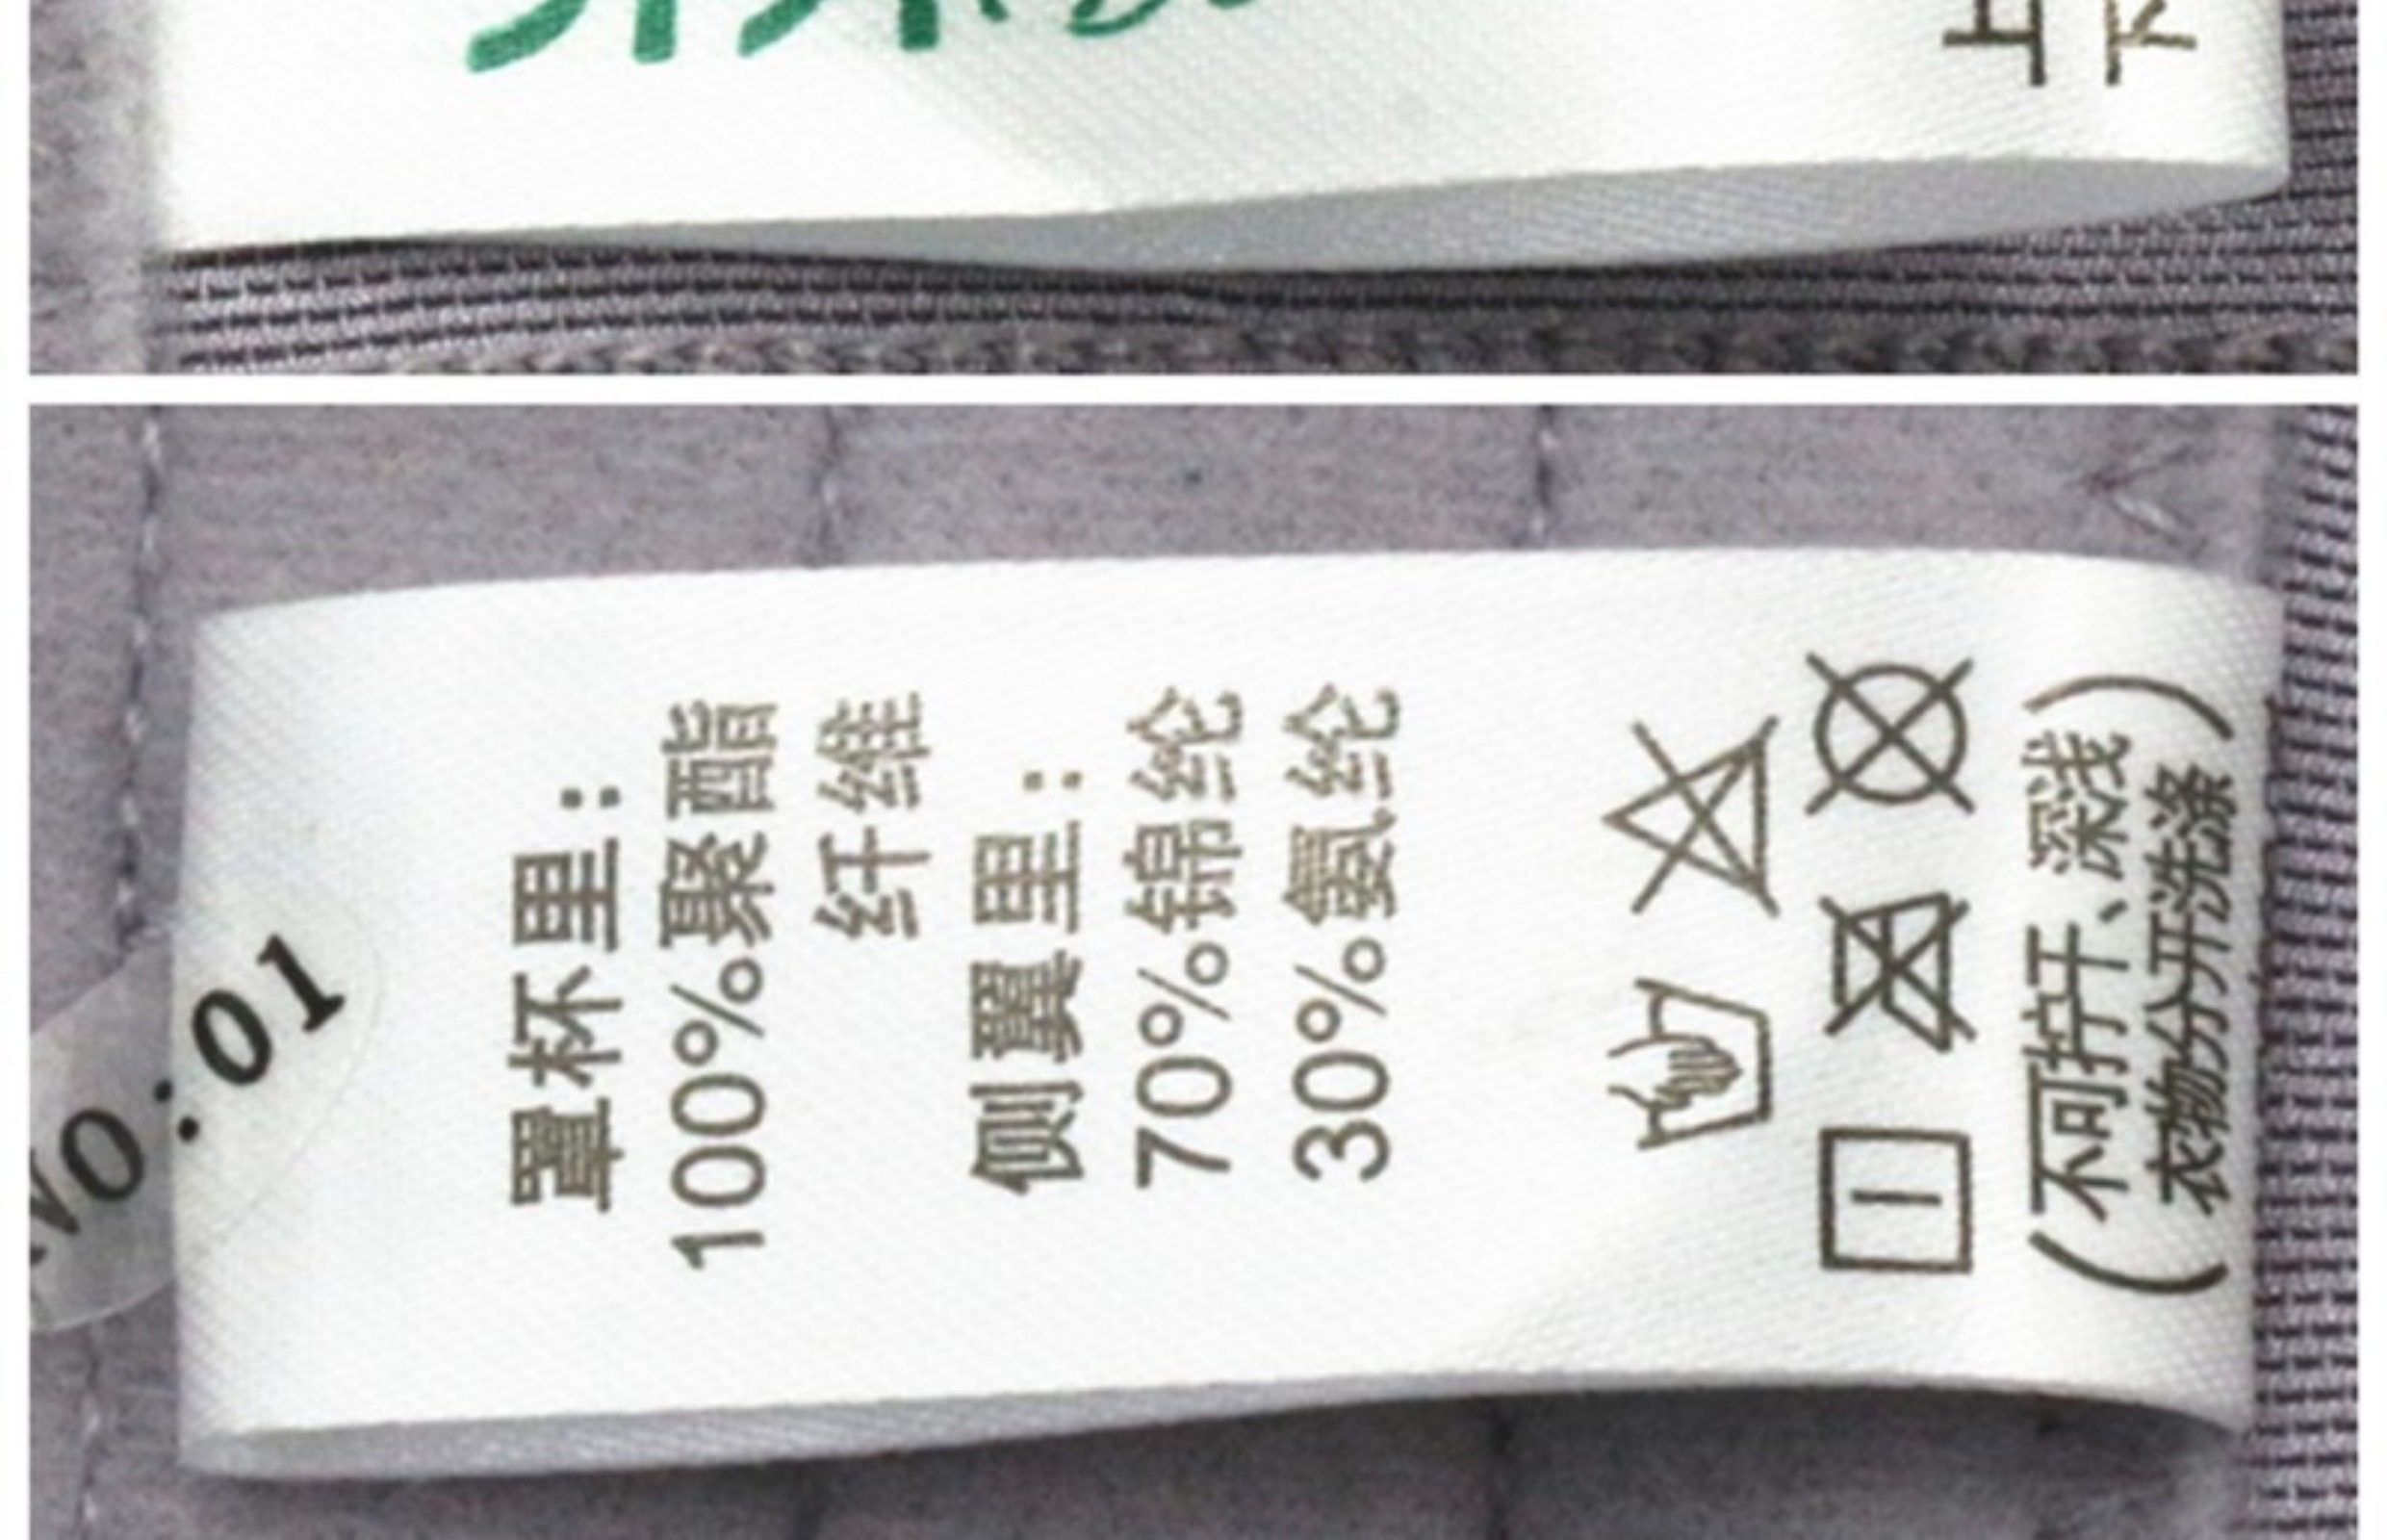 罩杯里：
100%聚酯
纤维
侧翼里：
70%锦纶
30%氨纶
(不可拧干、深浅
衣物分开洗涤)
NO:01